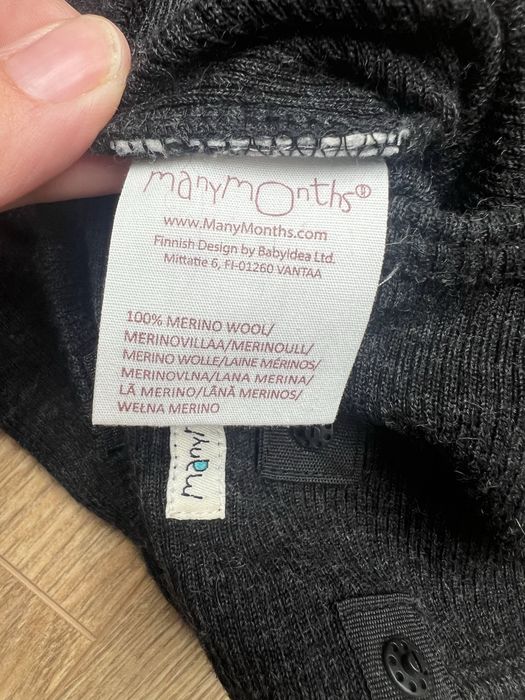 manymonths®
www.ManyMonths.com
Finnish Design by BabyIdea Ltd.
Mittatie 6, FI-01260 VANTAA
100% MERINO WOOL/
MERINOVILLAA/MERINOULL/
MERINO WOLLE/LAINE MÉRINOS/
MERINOVLNA/LANA MERINA/
LÃ MERINO/LÂNĂ MERINOS/
WEŁNA MERINO